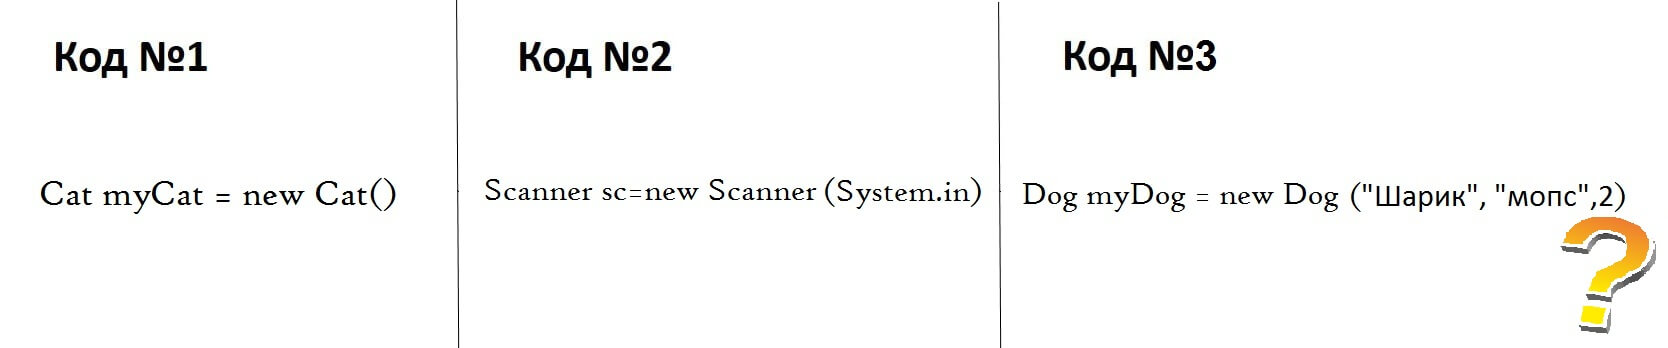 Код №1
Cat myCat = new Cat()
Код №2
Scanner sc=new Scanner (System.in)
Код №3
Dog myDog = new Dog ("Шарик", "мопс",2)
?